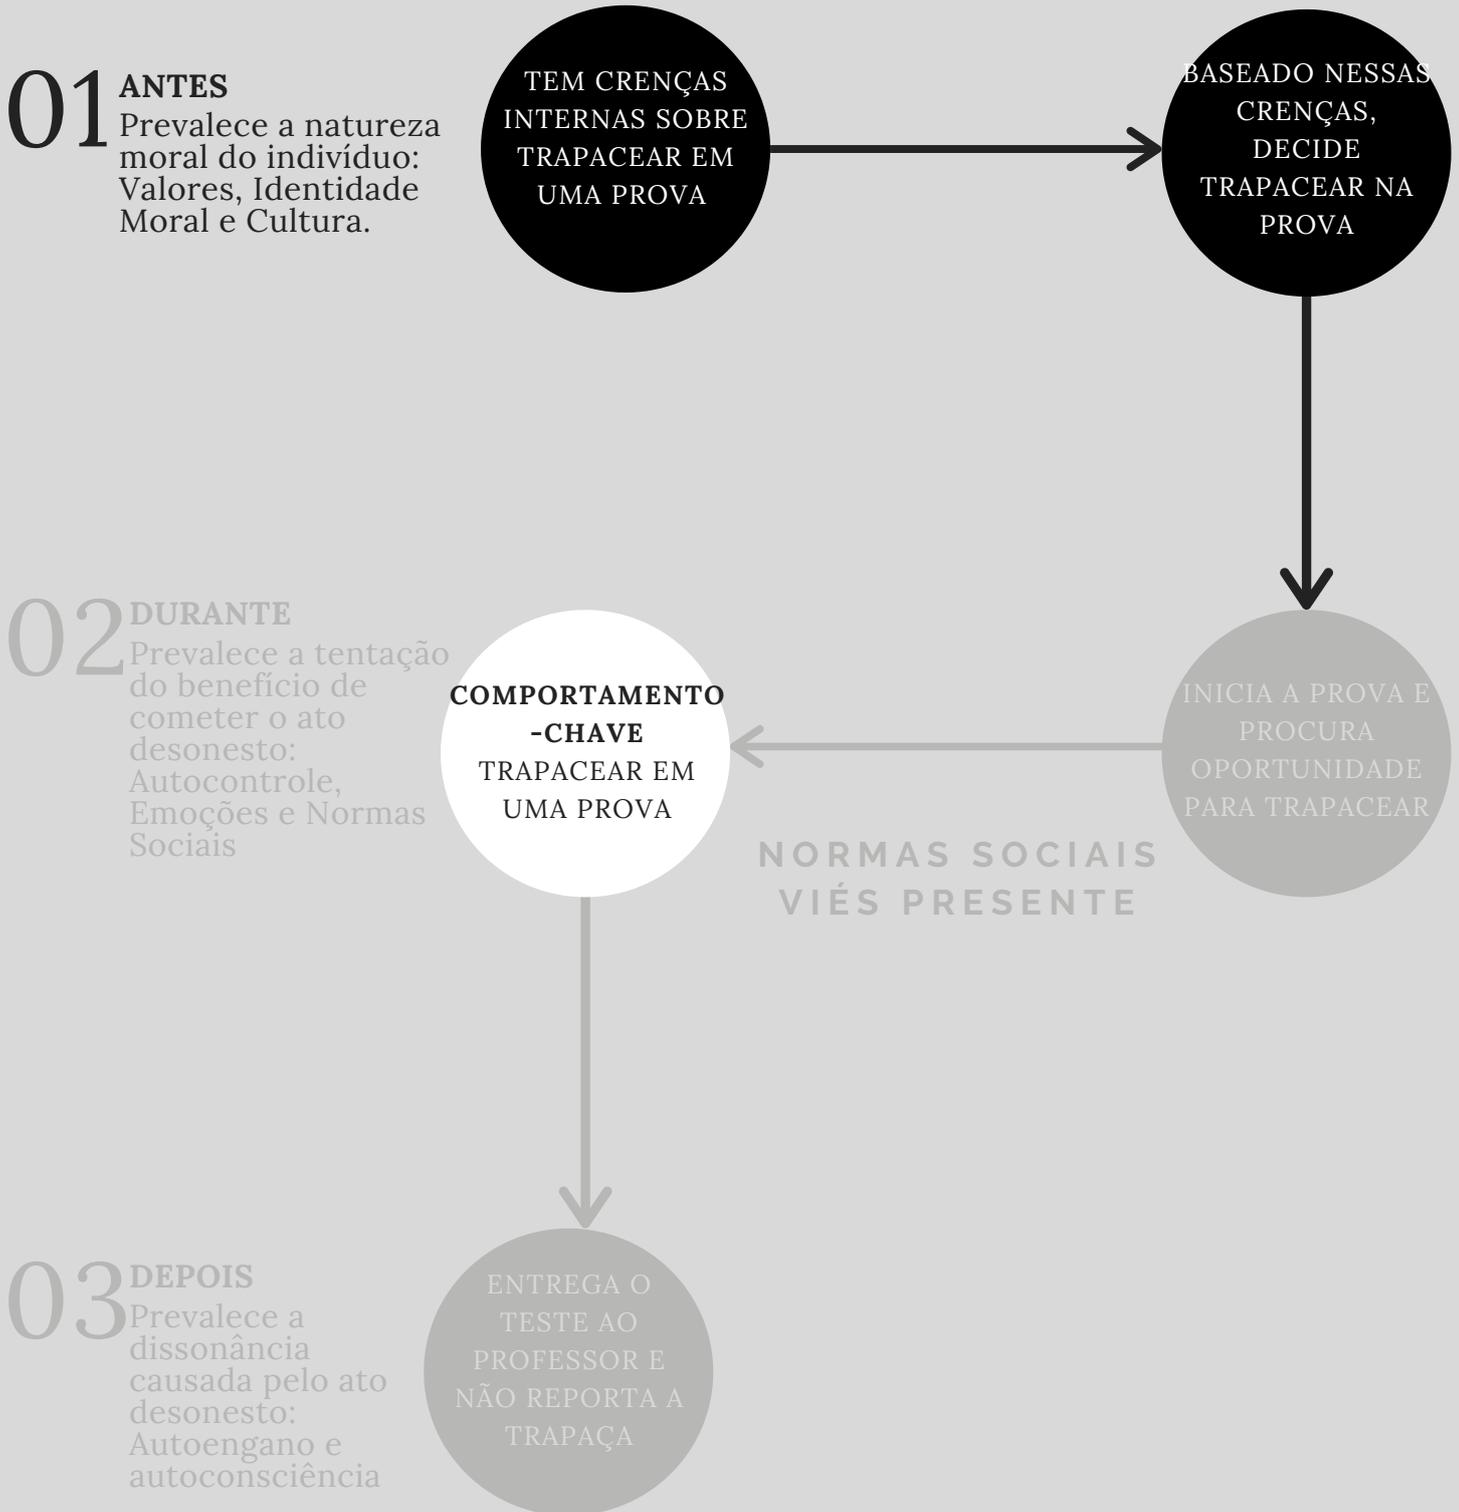 01
ANTES
Prevalece a natureza
moral do indivíduo:
Valores, Identidade
Moral e Cultura.
TEM CRENÇAS
INTERNAS SOBRE
TRAPACEAR EM
UMA PROVA
BASEADO NESSAS
CRENÇAS,
DECIDE
TRAPACEAR NA
PROVA
02
DURANTE
Prevalece a tentação
do benefício de
cometer o ato
desonesto:
Autocontrole,
Emoções e Normas
Sociais
COMPORTAMENTO
-CHAVE
TRAPACEAR EM
UMA PROVA
NORMAS SOCIAIS
VIÉS PRESENTE
INICIA A PROVA E
PROCURA
OPORTUNIDADE
PARA TRAPACEAR
03
DEPOIS
Prevalece a
dissonância
causada pelo ato
desonesto:
Autoengano e
autoconsciência
ENTREGA O
TESTE AO
PROFESSOR E
NÃO REPORTA A
TRAPAÇA